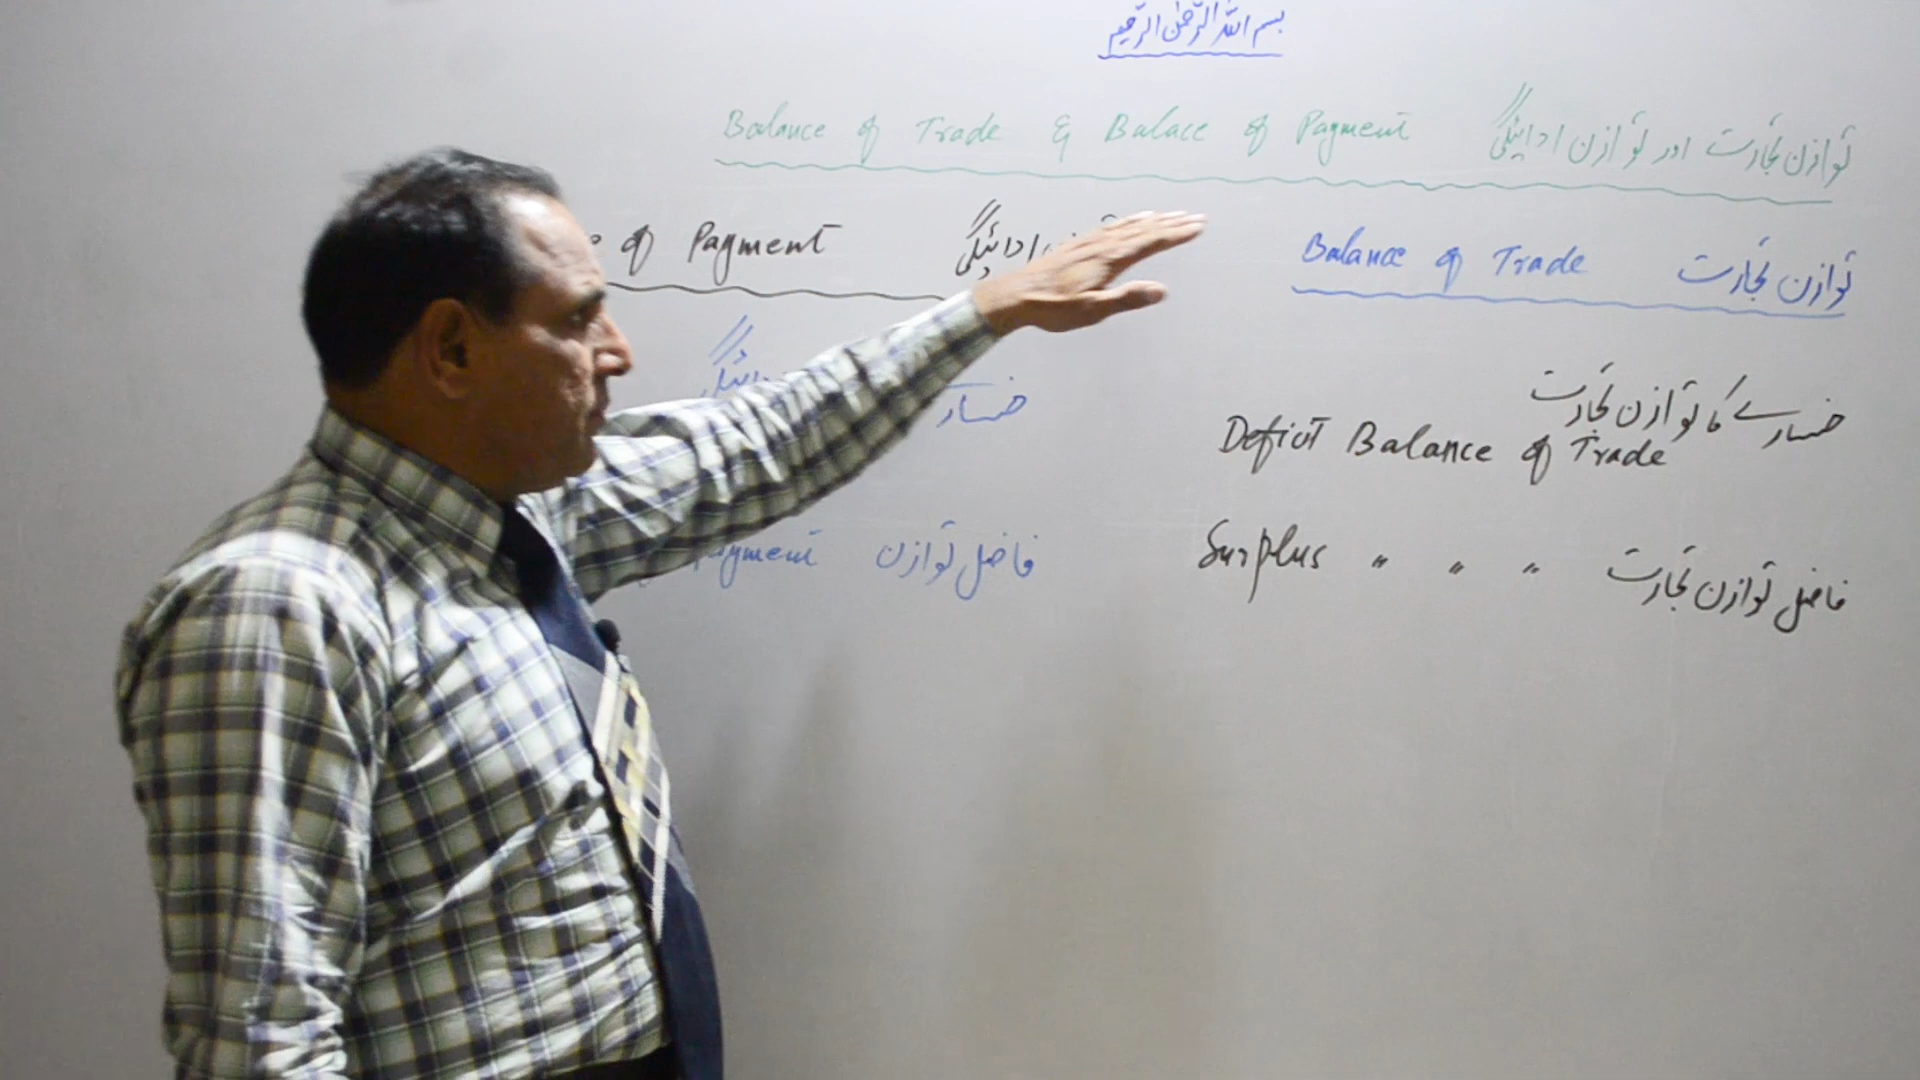 بسم اللہ الرحمٰن الرحیم
Balance of Trade & Balace of Payment توازن تجارت اور توازن ادائیگی
توازن تجارت Balance of Trade
خسارے کا توازن تجارت
Deficit Balance of Trade
Surplus " " " فاضل توازن تجارت
of Payment ادائیگی
فاضل توازن